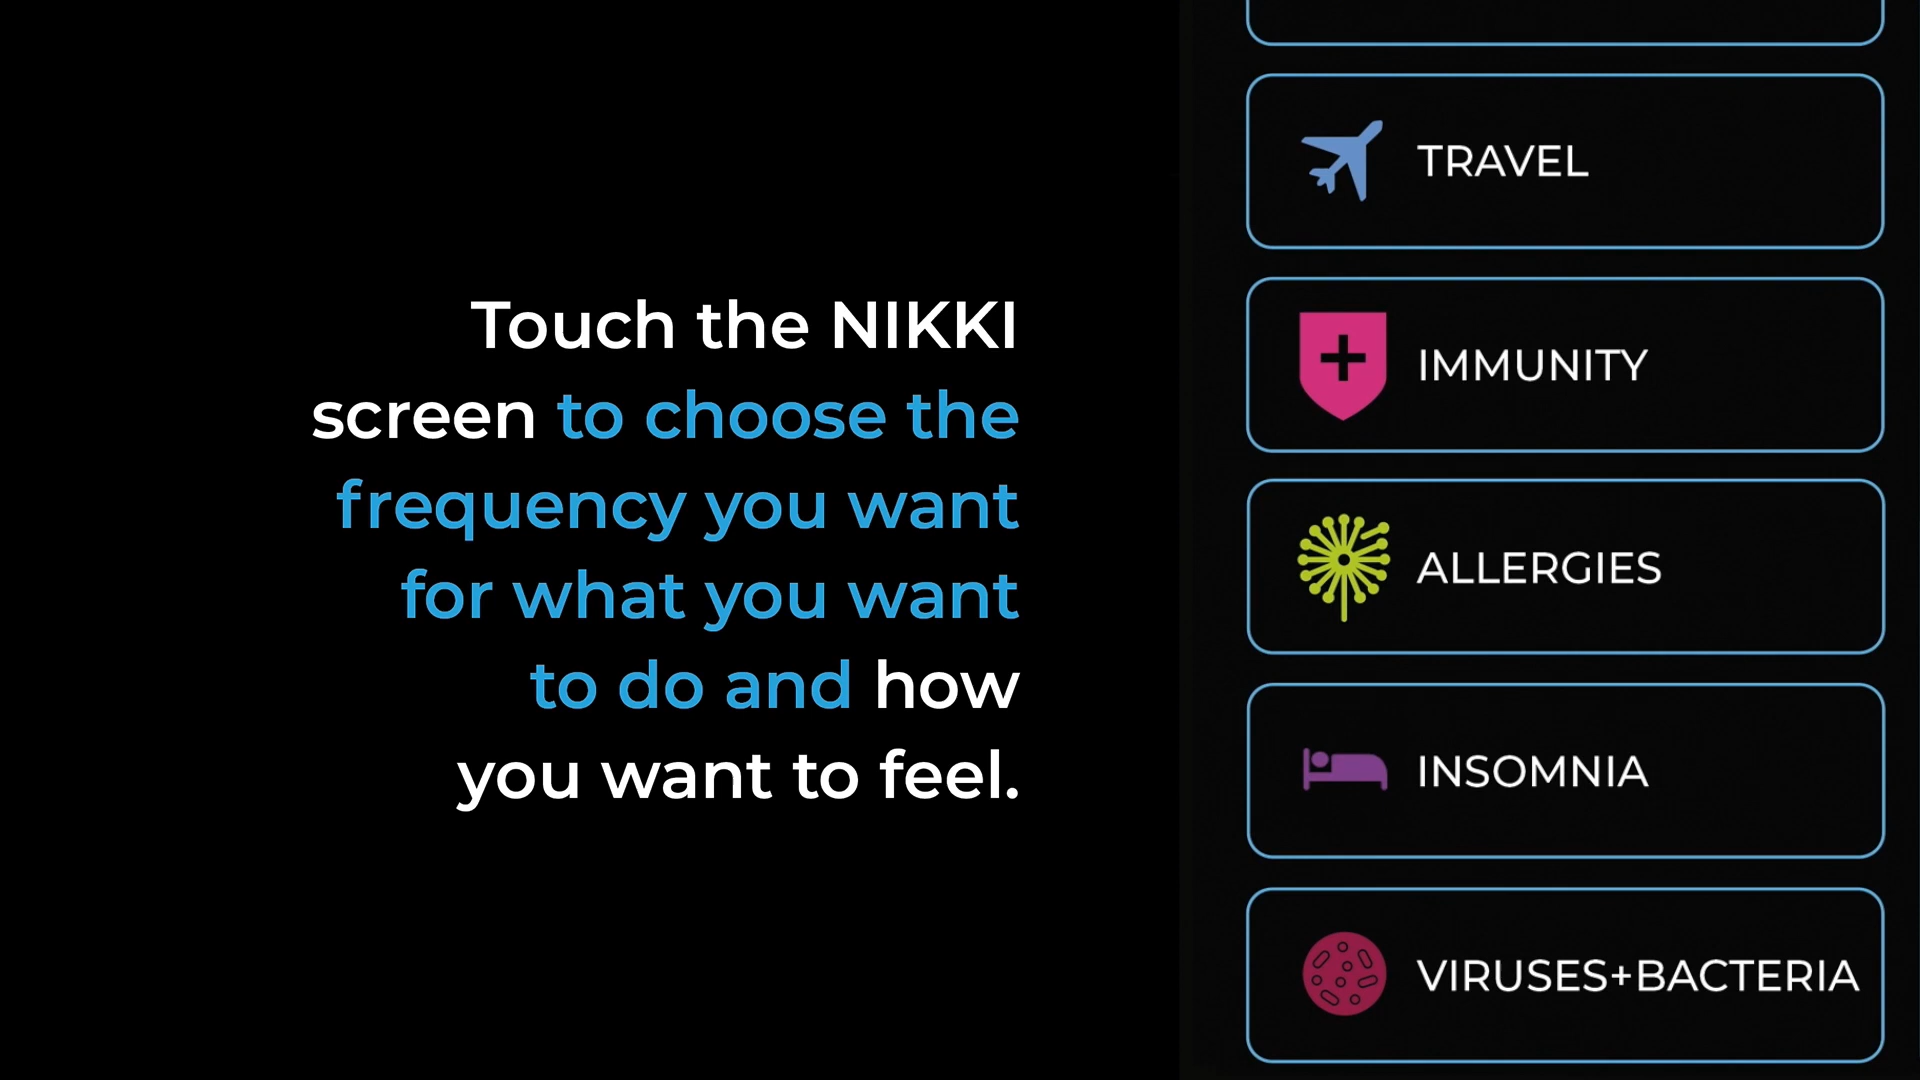 Touch the NIKKI
screen to choose the
frequency you want
for what you want
to do and how
you want to feel.
TRAVEL
IMMUNITY
ALLERGIES
INSOMNIA
VIRUSES+BACTERIA